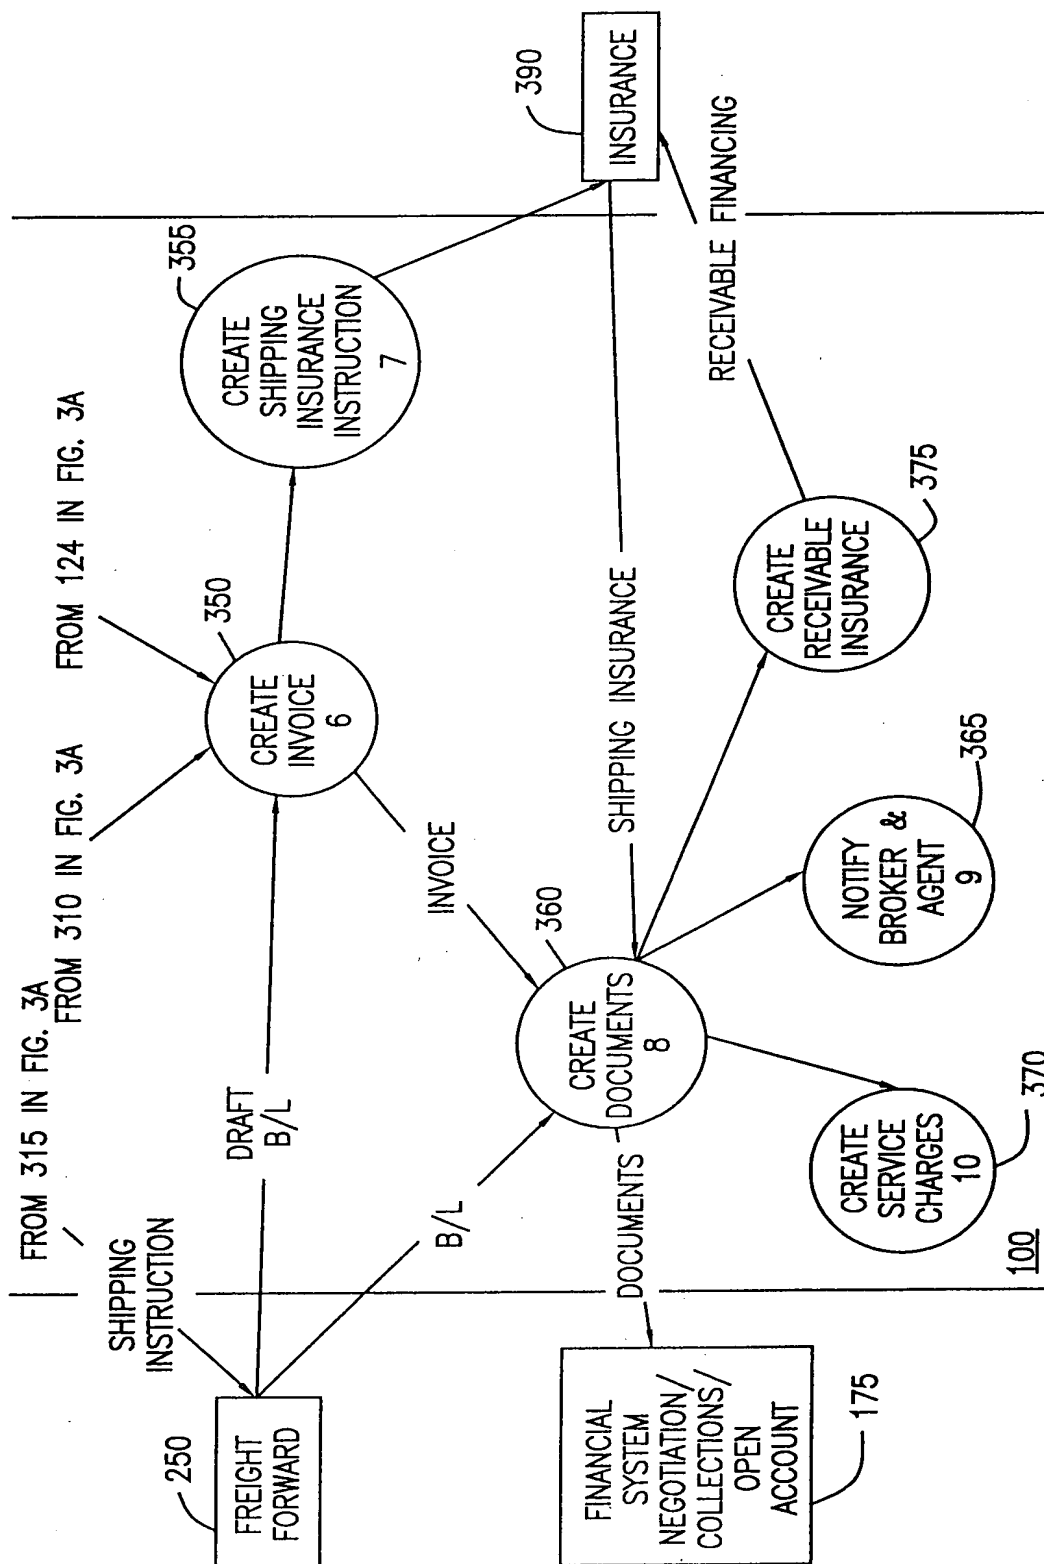 FROM 315 IN FIG. 3A
FROM 310 IN FIG. 3A
FROM 124 IN FIG. 3A
SHIPPING
INSTRUCTION
250
FREIGHT
FORWARD
DRAFT
B/L
350
CREATE
INVOICE
6
355
CREATE
SHIPPING
INSURANCE
INSTRUCTION
7
390
INSURANCE
B/L
INVOICE
360
CREATE
DOCUMENTS
8
SHIPPING INSURANCE
RECEIVABLE FINANCING
DOCUMENTS
FINANCIAL
SYSTEM
NEGOTIATION/
COLLECTIONS/
OPEN
ACCOUNT
175
CREATE
SERVICE
CHARGES
10
370
NOTIFY
BROKER &
AGENT
9
365
CREATE
RECEIVABLE
INSURANCE
375
100